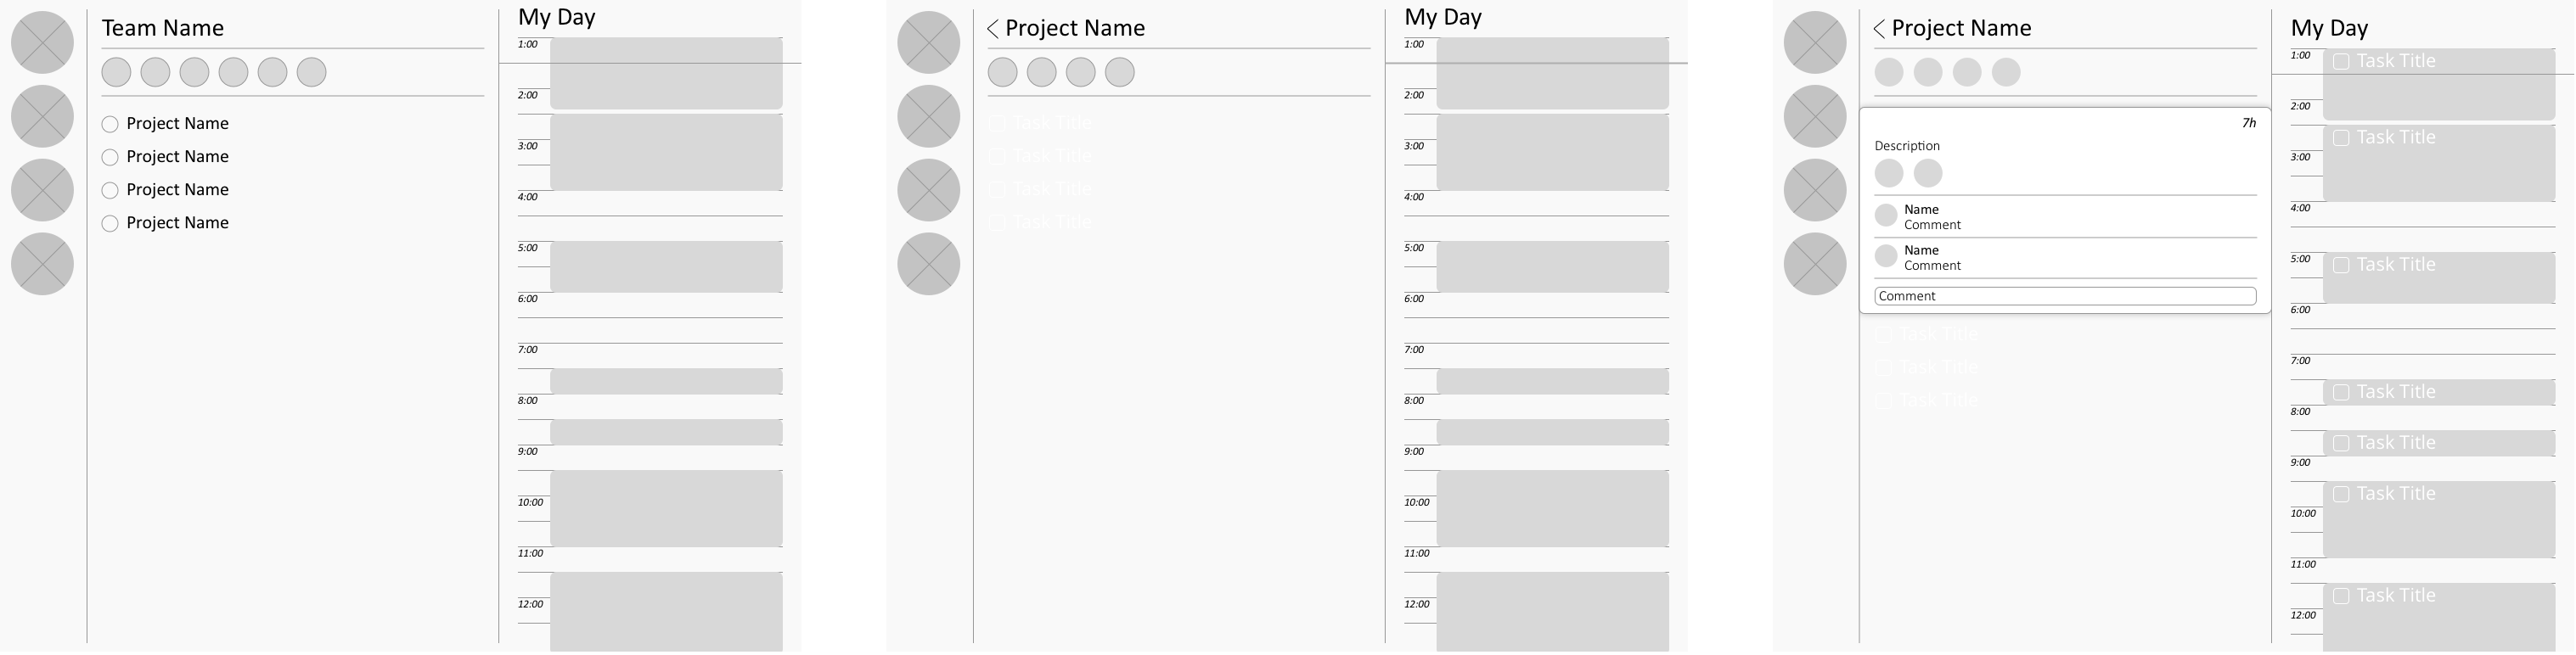 Team Name
Project Name
Project Name
Project Name
Project Name
My Day
1:00
2:00
3:00
4:00
5:00
6:00
7:00
8:00
9:00
10:00
11:00
12:00
Project Name
Task Title
Task Title
Task Title
Task Title
My Day
1:00
2:00
3:00
4:00
5:00
6:00
7:00
8:00
9:00
10:00
11:00
12:00
Project Name
7h
Description
Name
Comment
Name
Comment
Comment
Task Title
Task Title
Task Title
My Day
1:00
Task Title
2:00
Task Title
3:00
4:00
5:00
Task Title
6:00
7:00
Task Title
8:00
Task Title
9:00
Task Title
10:00
11:00
Task Title
12:00